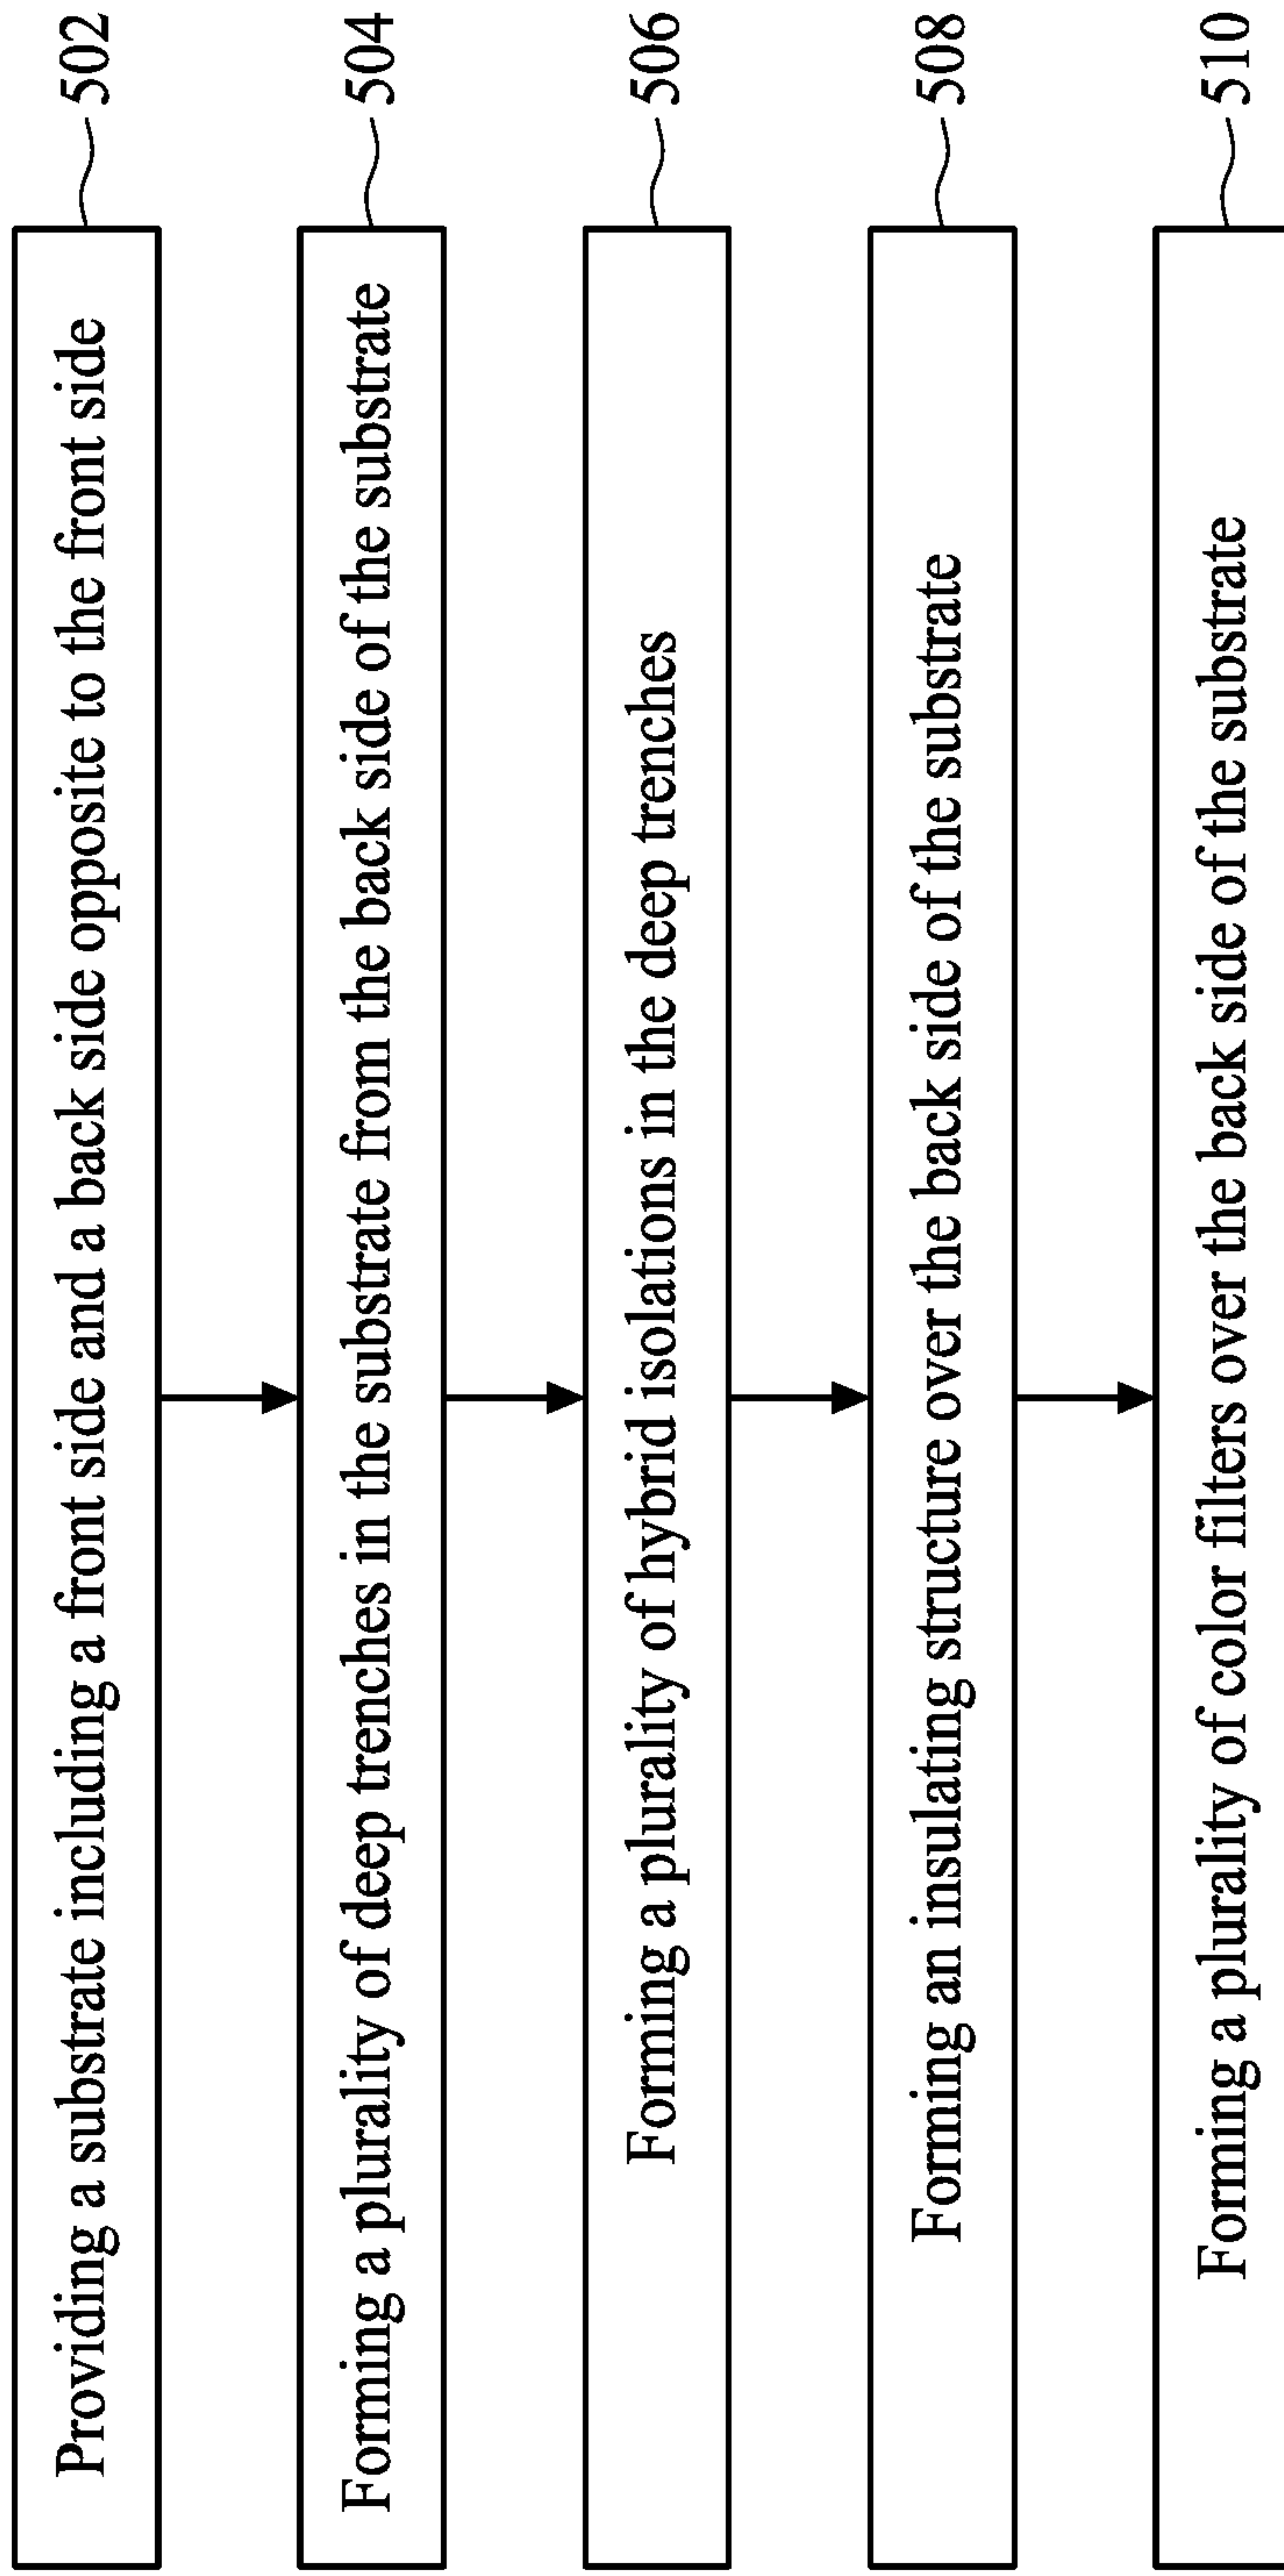 Providing a substrate including a front side and a back side opposite to the front side 502
Forming a plurality of deep trenches in the substrate from the back side of the substrate 504
Forming a plurality of hybrid isolations in the deep trenches 506
Forming an insulating structure over the back side of the substrate 508
Forming a plurality of color filters over the back side of the substrate 510